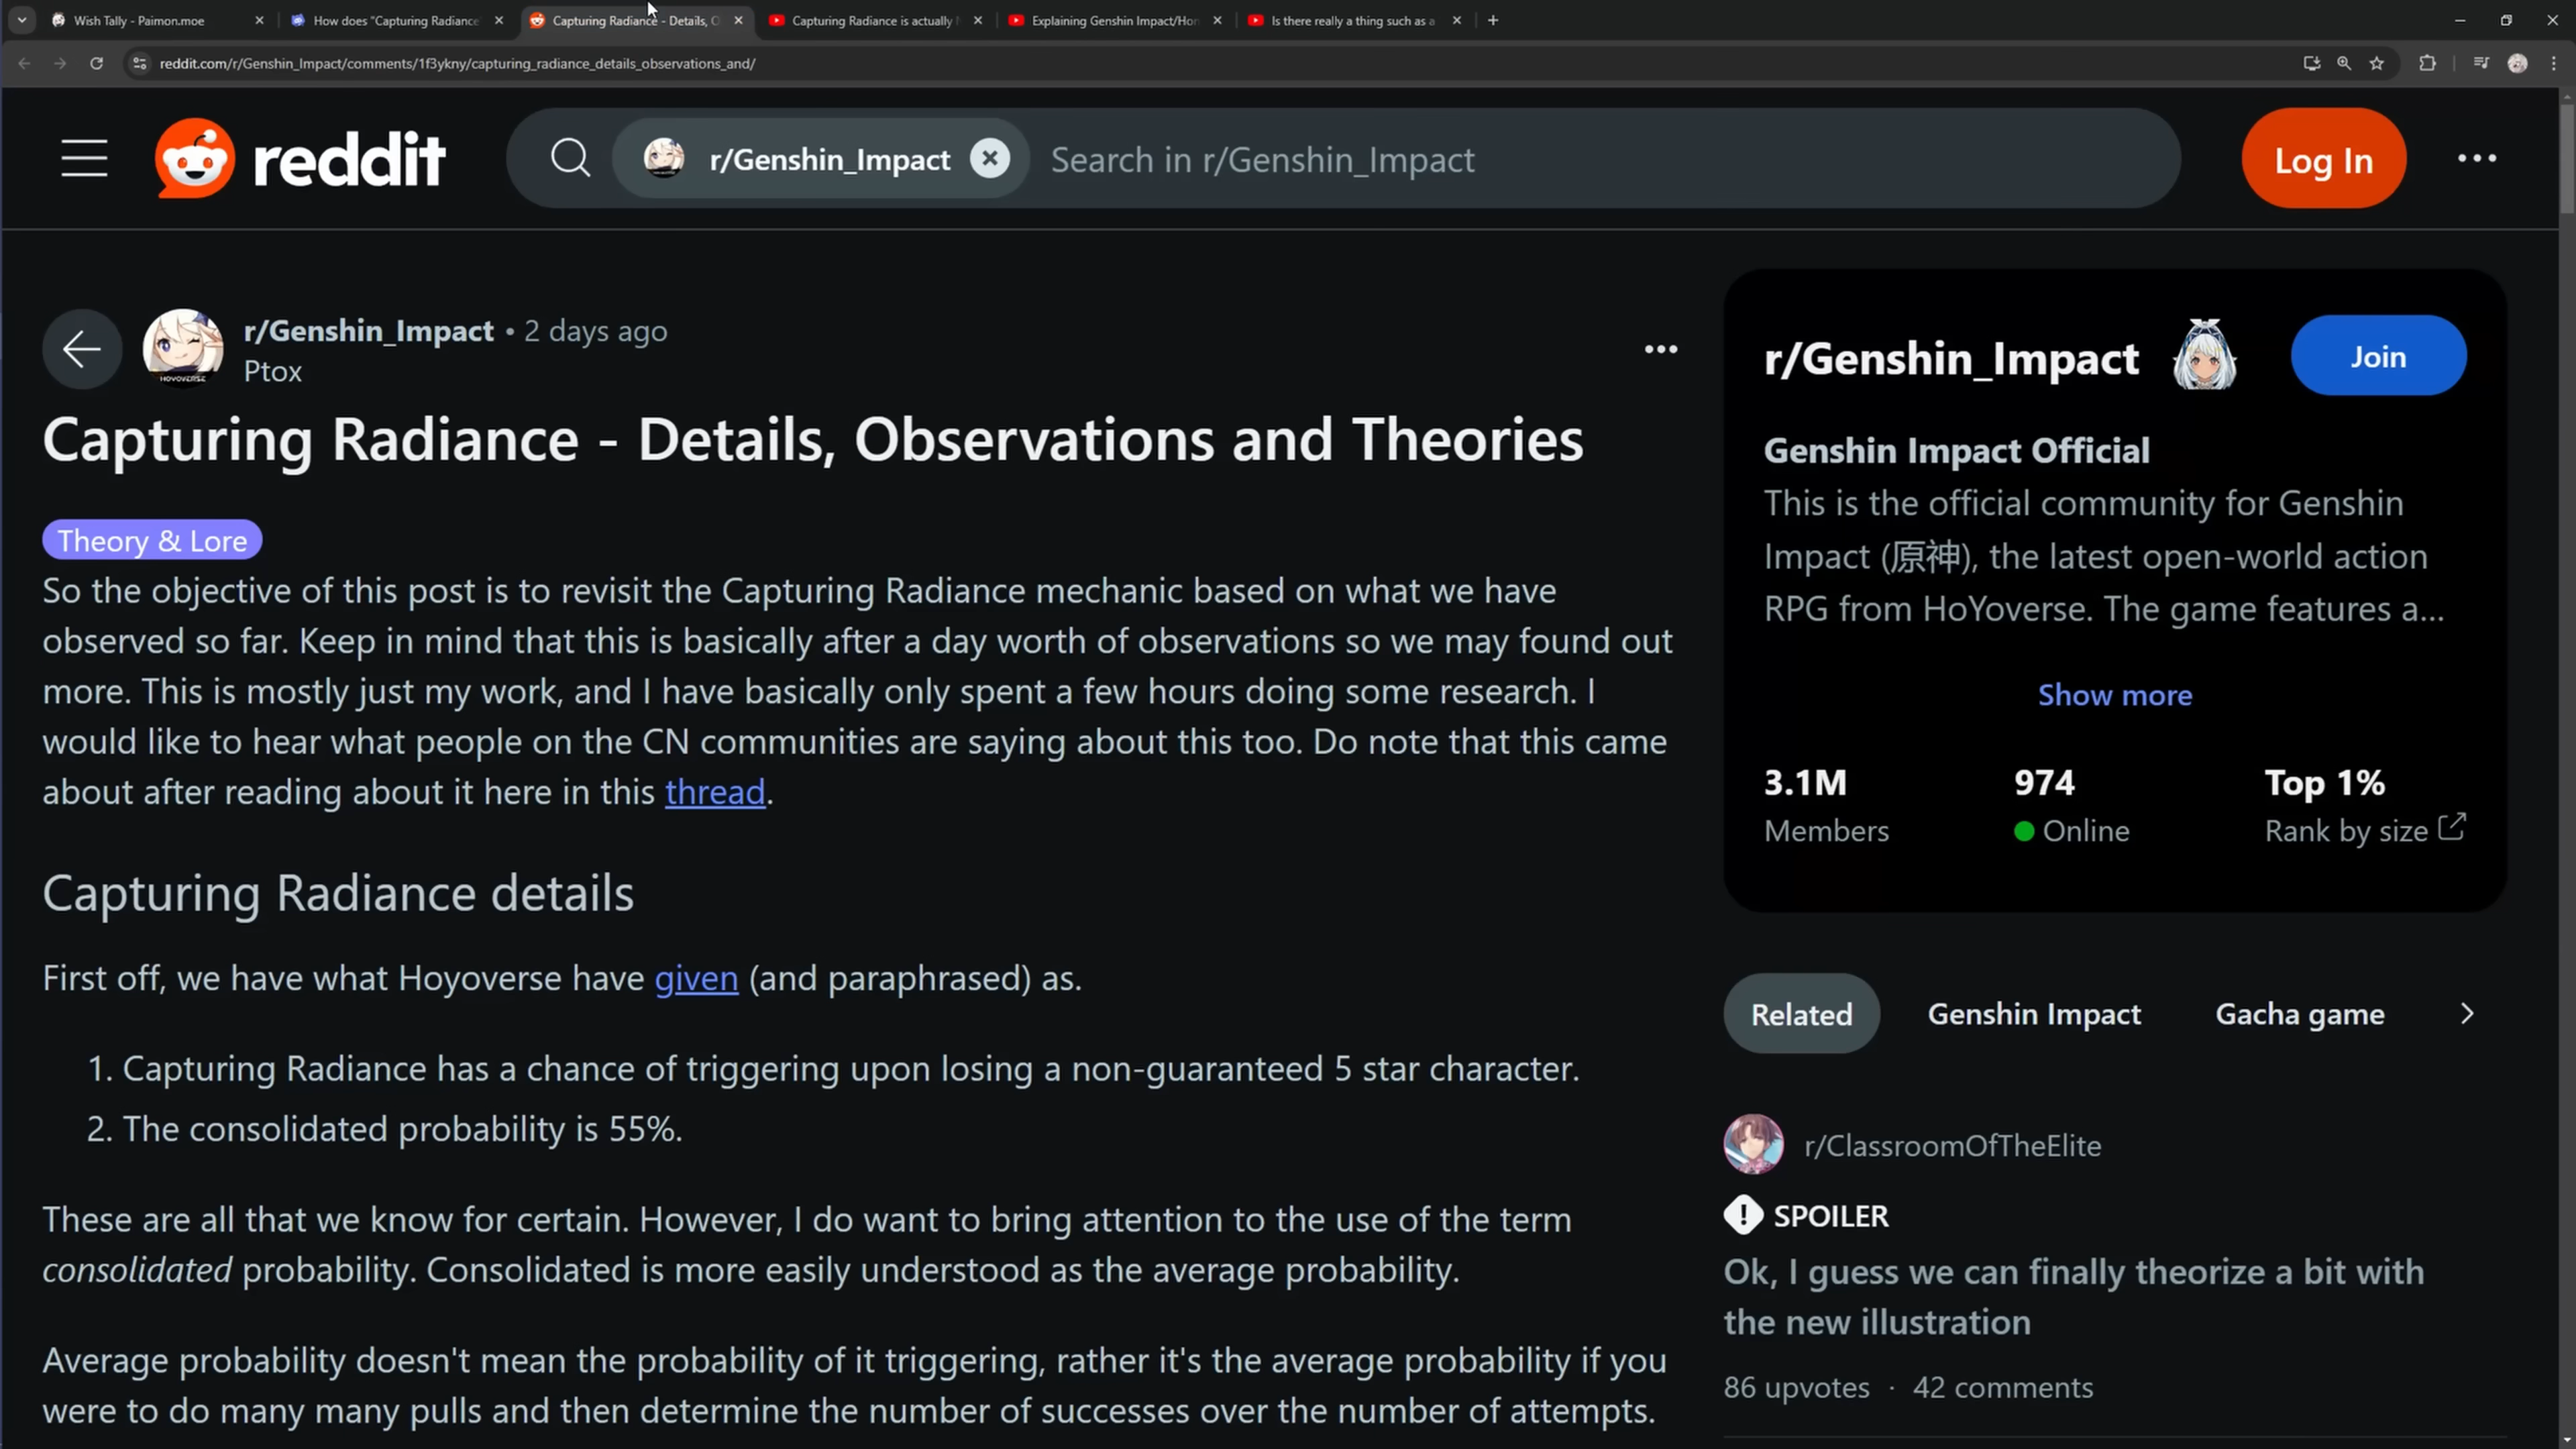 Wish Tally - Paimon.moe
How does "Capturing Radiance"
Capturing Radiance - Details, O
Capturing Radiance is actually
Explaining Genshin Impact/Hon
Is there really a thing such as a
reddit.com/r/Genshin_Impact/comments/1f3ykny/capturing_radiance_details_observations_and/
reddit
r/Genshin_Impact
Search in r/Genshin_Impact
Log In
r/Genshin_Impact • 2 days ago
Ptox
HOYOVERSE
Capturing Radiance - Details, Observations and Theories
Theory & Lore
So the objective of this post is to revisit the Capturing Radiance mechanic based on what we have
observed so far. Keep in mind that this is basically after a day worth of observations so we may found out
more. This is mostly just my work, and I have basically only spent a few hours doing some research. I
would like to hear what people on the CN communities are saying about this too. Do note that this came
about after reading about it here in this thread.
Capturing Radiance details
First off, we have what Hoyoverse have given (and paraphrased) as.
1. Capturing Radiance has a chance of triggering upon losing a non-guaranteed 5 star character.
2. The consolidated probability is 55%.
These are all that we know for certain. However, I do want to bring attention to the use of the term
consolidated probability. Consolidated is more easily understood as the average probability.
Average probability doesn't mean the probability of it triggering, rather it's the average probability if you
were to do many many pulls and then determine the number of successes over the number of attempts.
r/Genshin_Impact
Join
Genshin Impact Official
This is the official community for Genshin
Impact (原神), the latest open-world action
RPG from HoYoverse. The game features a...
Show more
3.1M
Members
974
Online
Top 1%
Rank by size
Related
Genshin Impact
Gacha game
r/ClassroomOfTheElite
SPOILER
Ok, I guess we can finally theorize a bit with
the new illustration
86 upvotes · 42 comments